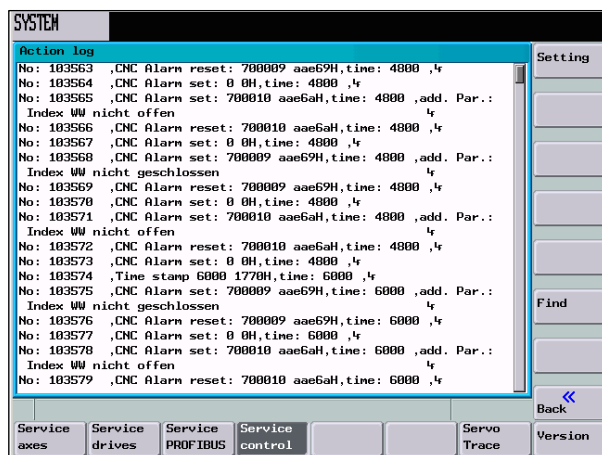 SYSTEM
Action log
No: 103563 ,CNC Alarm reset: 700009 aae69H,time: 4800 ,
No: 103564 ,CNC Alarm set: 0 0H,time: 4800 ,
No: 103565 ,CNC Alarm set: 700010 aae6aH,time: 4800 ,add. Par.:
Index WW nicht offen
No: 103566 ,CNC Alarm reset: 700010 aae6aH,time: 4800 ,
No: 103567 ,CNC Alarm set: 0 0H,time: 4800 ,
No: 103568 ,CNC Alarm set: 700009 aae69H,time: 4800 ,add. Par.:
Index WW nicht geschlossen
No: 103569 ,CNC Alarm reset: 700009 aae69H,time: 4800 ,
No: 103570 ,CNC Alarm set: 0 0H,time: 4800 ,
No: 103571 ,CNC Alarm set: 700010 aae6aH,time: 4800 ,add. Par.:
Index WW nicht offen
No: 103572 ,CNC Alarm reset: 700010 aae6aH,time: 4800 ,
No: 103573 ,CNC Alarm set: 0 0H,time: 4800 ,
No: 103574 ,Time stamp 6000 1770H,time: 6000 ,
No: 103575 ,CNC Alarm set: 700009 aae69H,time: 6000 ,add. Par.:
Index WW nicht geschlossen
No: 103576 ,CNC Alarm reset: 700009 aae69H,time: 6000 ,
No: 103577 ,CNC Alarm set: 0 0H,time: 6000 ,
No: 103578 ,CNC Alarm set: 700010 aae6aH,time: 6000 ,add. Par.:
Index WW nicht offen
No: 103579 ,CNC Alarm reset: 700010 aae6aH,time: 6000 ,
Setting
Find
«
Back
Version
Service axes
Service drives
Service PROFIBUS
Service control
Servo Trace